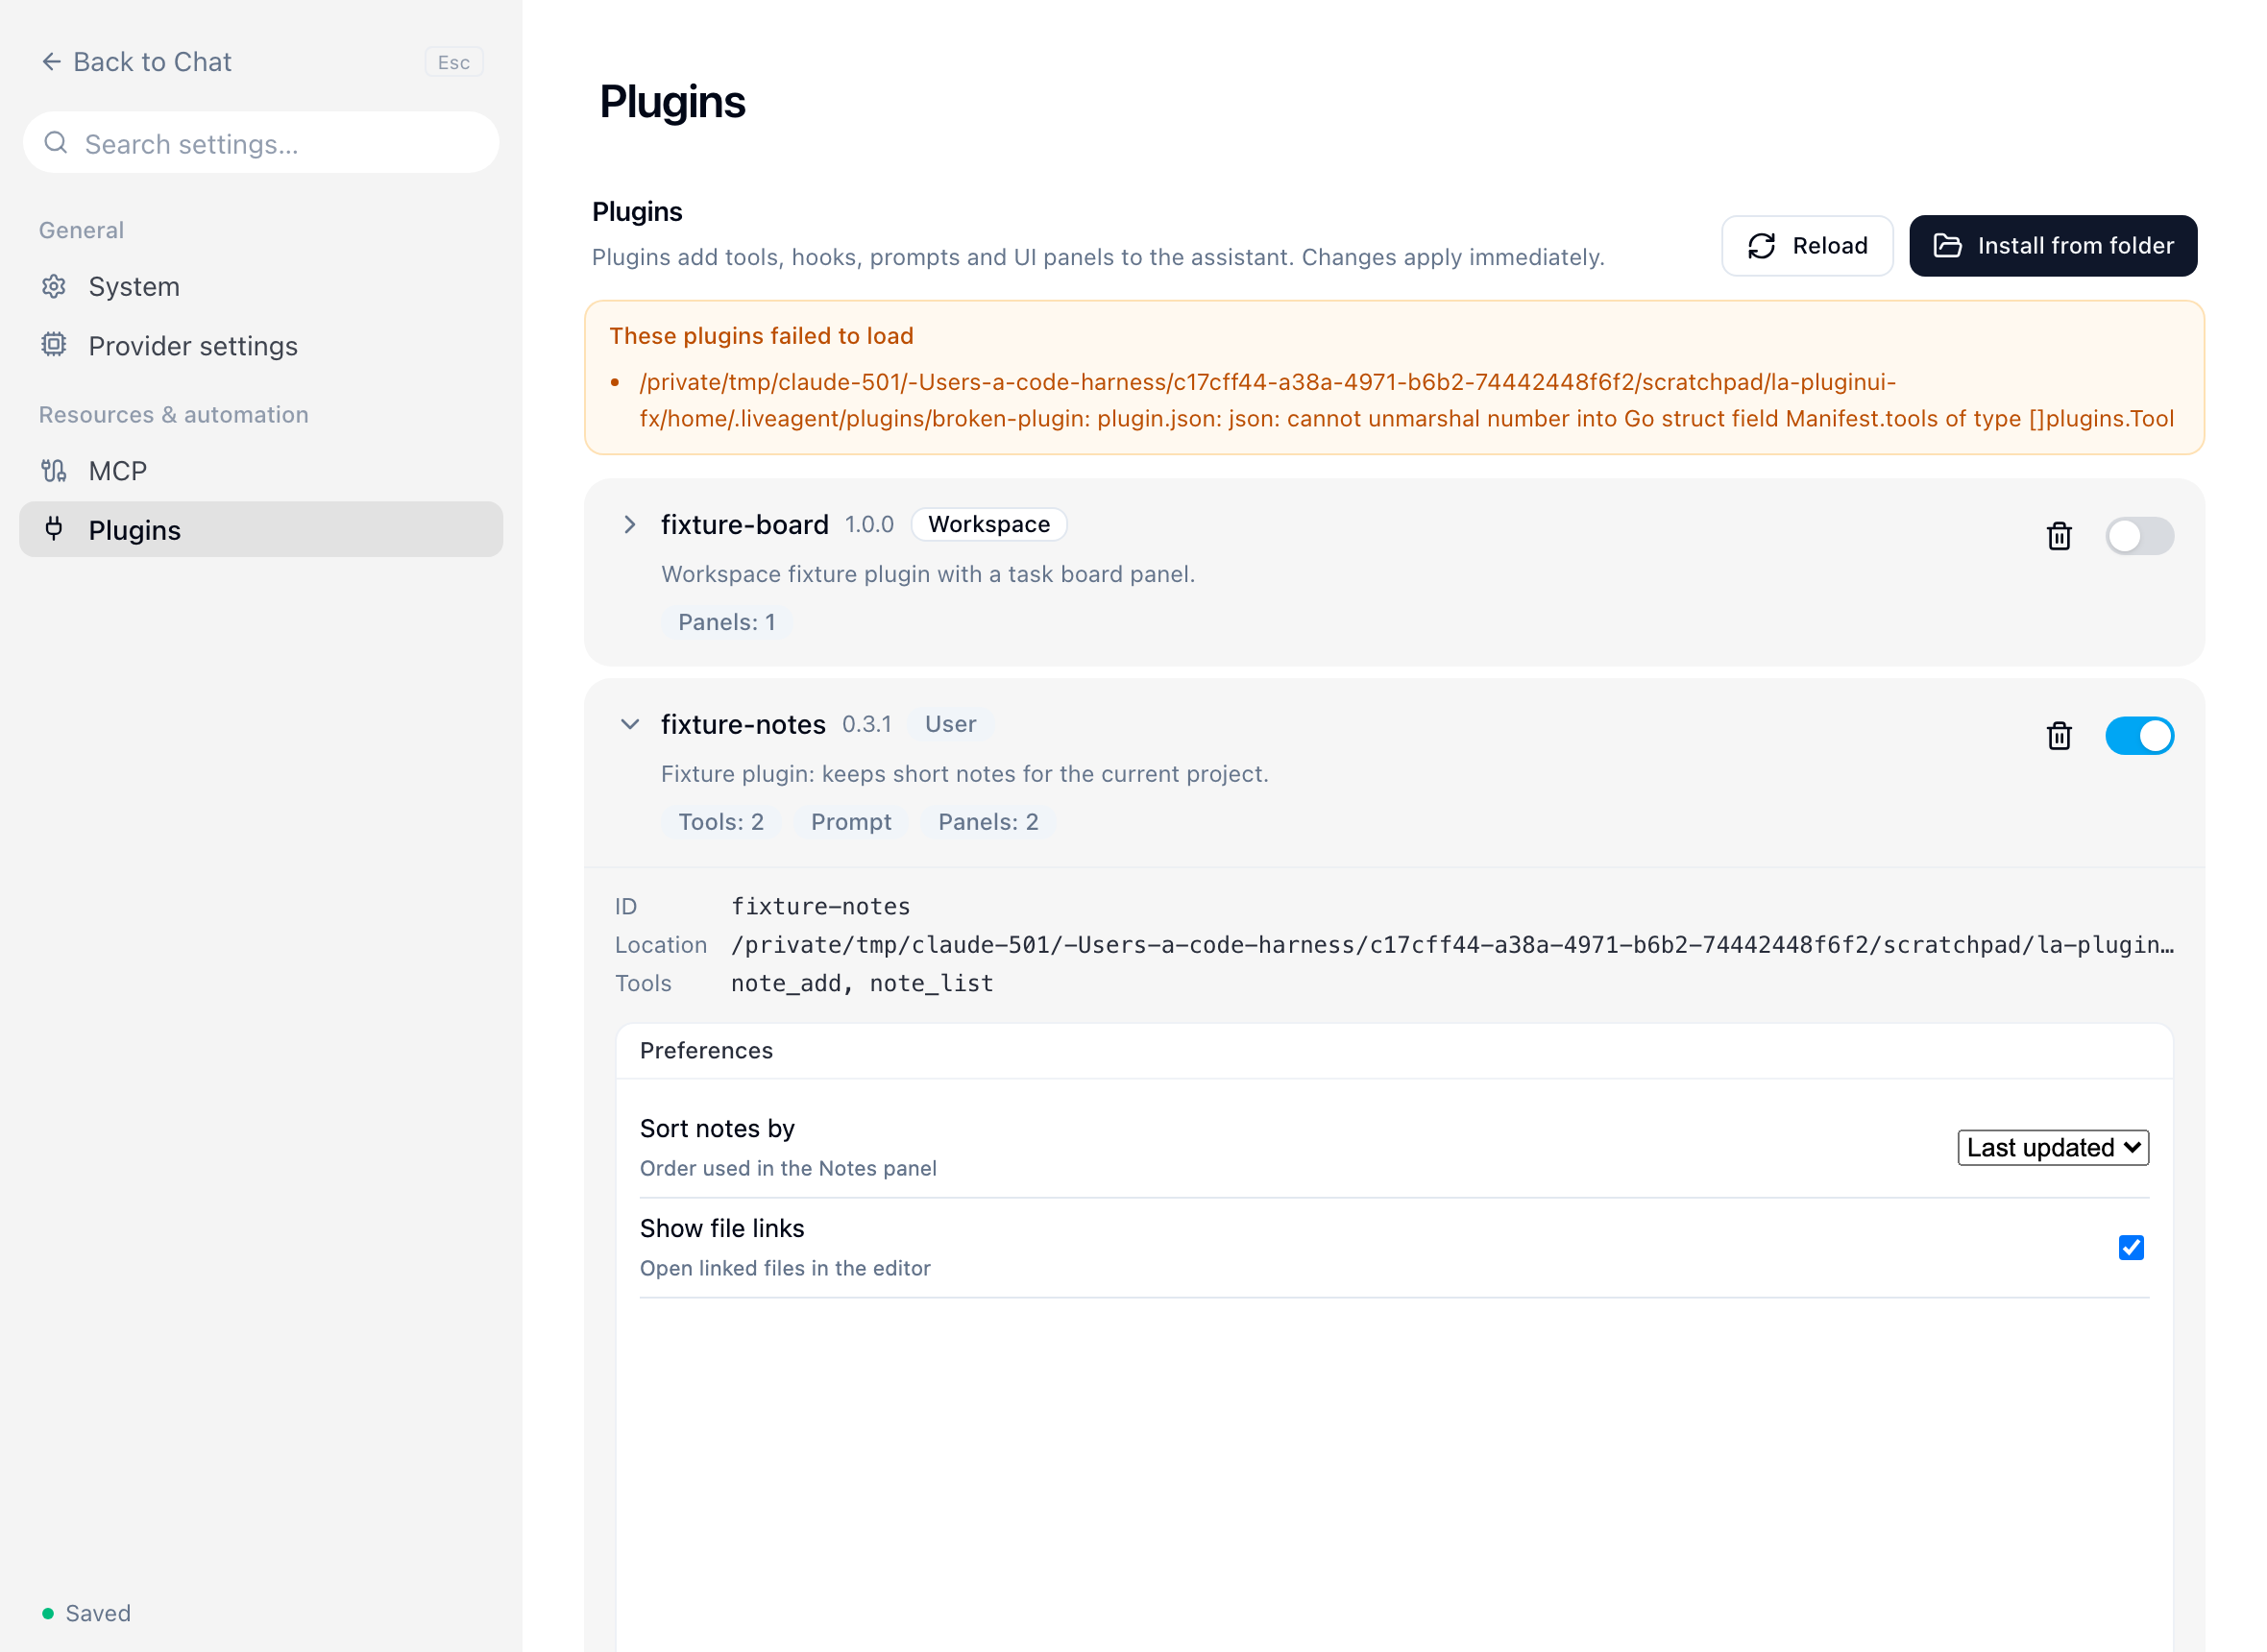 Back to Chat
Esc
Search settings...
General
System
Provider settings
Resources & automation
MCP
Plugins
Saved
Plugins
Plugins
Plugins add tools, hooks, prompts and UI panels to the assistant. Changes apply immediately.
Reload
Install from folder
These plugins failed to load
/private/tmp/claude-501/-Users-a-code-harness/c17cff44-a38a-4971-b6b2-74442448f6f2/scratchpad/la-pluginui-
fx/home/.liveagent/plugins/broken-plugin: plugin.json: json: cannot unmarshal number into Go struct field Manifest.tools of type []plugins.Tool
fixture-board 1.0.0 Workspace
Workspace fixture plugin with a task board panel.
Panels: 1
fixture-notes 0.3.1 User
Fixture plugin: keeps short notes for the current project.
Tools: 2 Prompt Panels: 2
ID fixture-notes
Location /private/tmp/claude-501/-Users-a-code-harness/c17cff44-a38a-4971-b6b2-74442448f6f2/scratchpad/la-plugin…
Tools note_add, note_list
Preferences
Sort notes by
Order used in the Notes panel
Last updated
Show file links
Open linked files in the editor